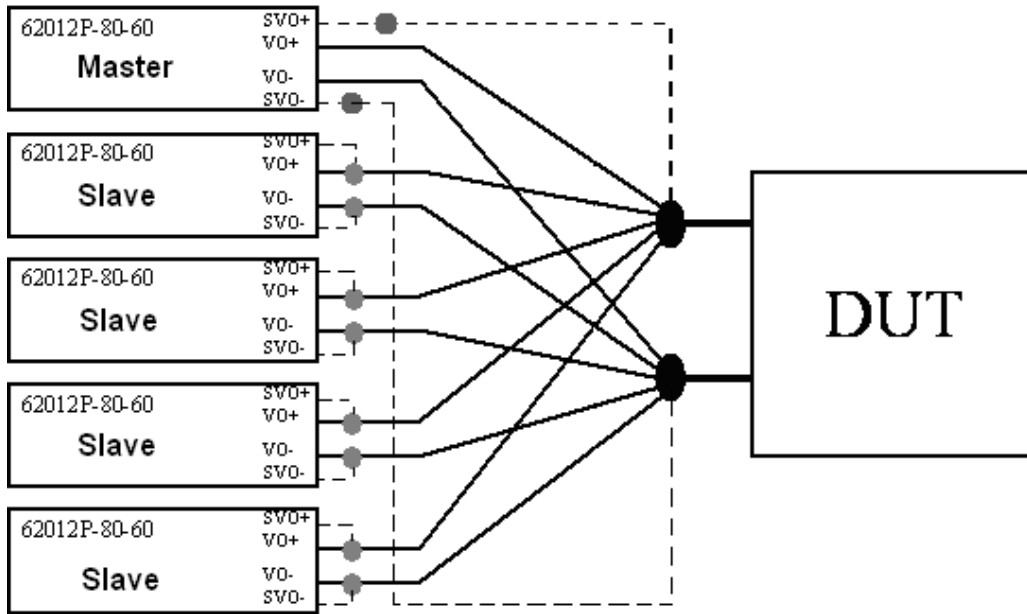 62012P-80-60
Master
SVO+
VO+
VO-
SVO-
62012P-80-60
Slave
SVO+
VO+
VO-
SVO-
62012P-80-60
Slave
SVO+
VO+
VO-
SVO-
62012P-80-60
Slave
SVO+
VO+
VO-
SVO-
62012P-80-60
Slave
SVO+
VO+
VO-
SVO-
DUT